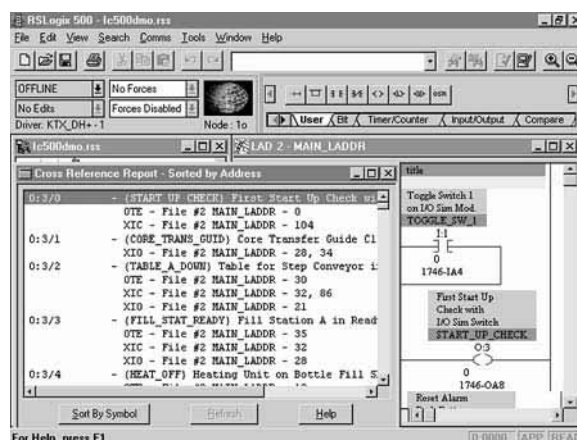 RSLogix 500 - Ic500dmo.rss
File Edit View Search Comms Tools Window Help
OFFLINE No Forces
No Edits Forces Disabled
Driver: KTX_DH+ - 1 Node : 1o
User Bit Timer/Counter Input/Output Compare
Ic500dmo.rss
LAD 2 - MAIN_LADDR
Cross Reference Report - Sorted by Address
O:3/0 - (START UP CHECK) First Start Up Check wi
OTE - File #2 MAIN_LADDR - 0
XIC - File #2 MAIN_LADDR - 104
O:3/1 - (CORE_TRANS_GUID) Core Transfer Guide Cl
XIO - File #2 MAIN_LADDR - 28, 34
O:3/2 - (TABLE_A_DOWN) Table for Step Conveyor i
OTE - File #2 MAIN_LADDR - 30
XIC - File #2 MAIN_LADDR - 32, 86
XIO - File #2 MAIN_LADDR - 21
O:3/3 - (FILL_STAT_READY) Fill Station A in Read
OTE - File #2 MAIN_LADDR - 35
XIC - File #2 MAIN_LADDR - 32
XIO - File #2 MAIN_LADDR - 28
O:3/4 - (HEAT_OFF) Heating Unit on Bottle Fill S
Sort By Symbol Refresh Help
title
Toggle Switch 1
on I/O Sim Mod.
TOGGLE_SW_1
I:1
0
1746-IA4
First Start Up
Check with
I/O Sim Switch
START_UP_CHECK
O:3
0
1746-OA8
Reset Alarm
For Help, press F1
0:0000 APP READ